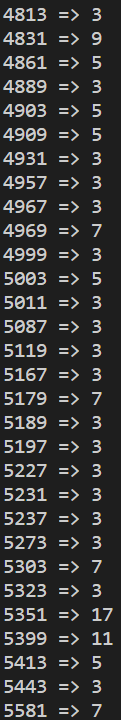 4813 => 3
4831 => 9
4861 => 5
4889 => 3
4903 => 5
4909 => 5
4931 => 3
4957 => 3
4967 => 3
4969 => 7
4999 => 3
5003 => 5
5011 => 3
5087 => 3
5119 => 3
5167 => 3
5179 => 7
5189 => 3
5197 => 3
5227 => 3
5231 => 3
5237 => 3
5273 => 3
5303 => 7
5323 => 3
5351 => 17
5399 => 11
5413 => 5
5443 => 3
5581 => 7